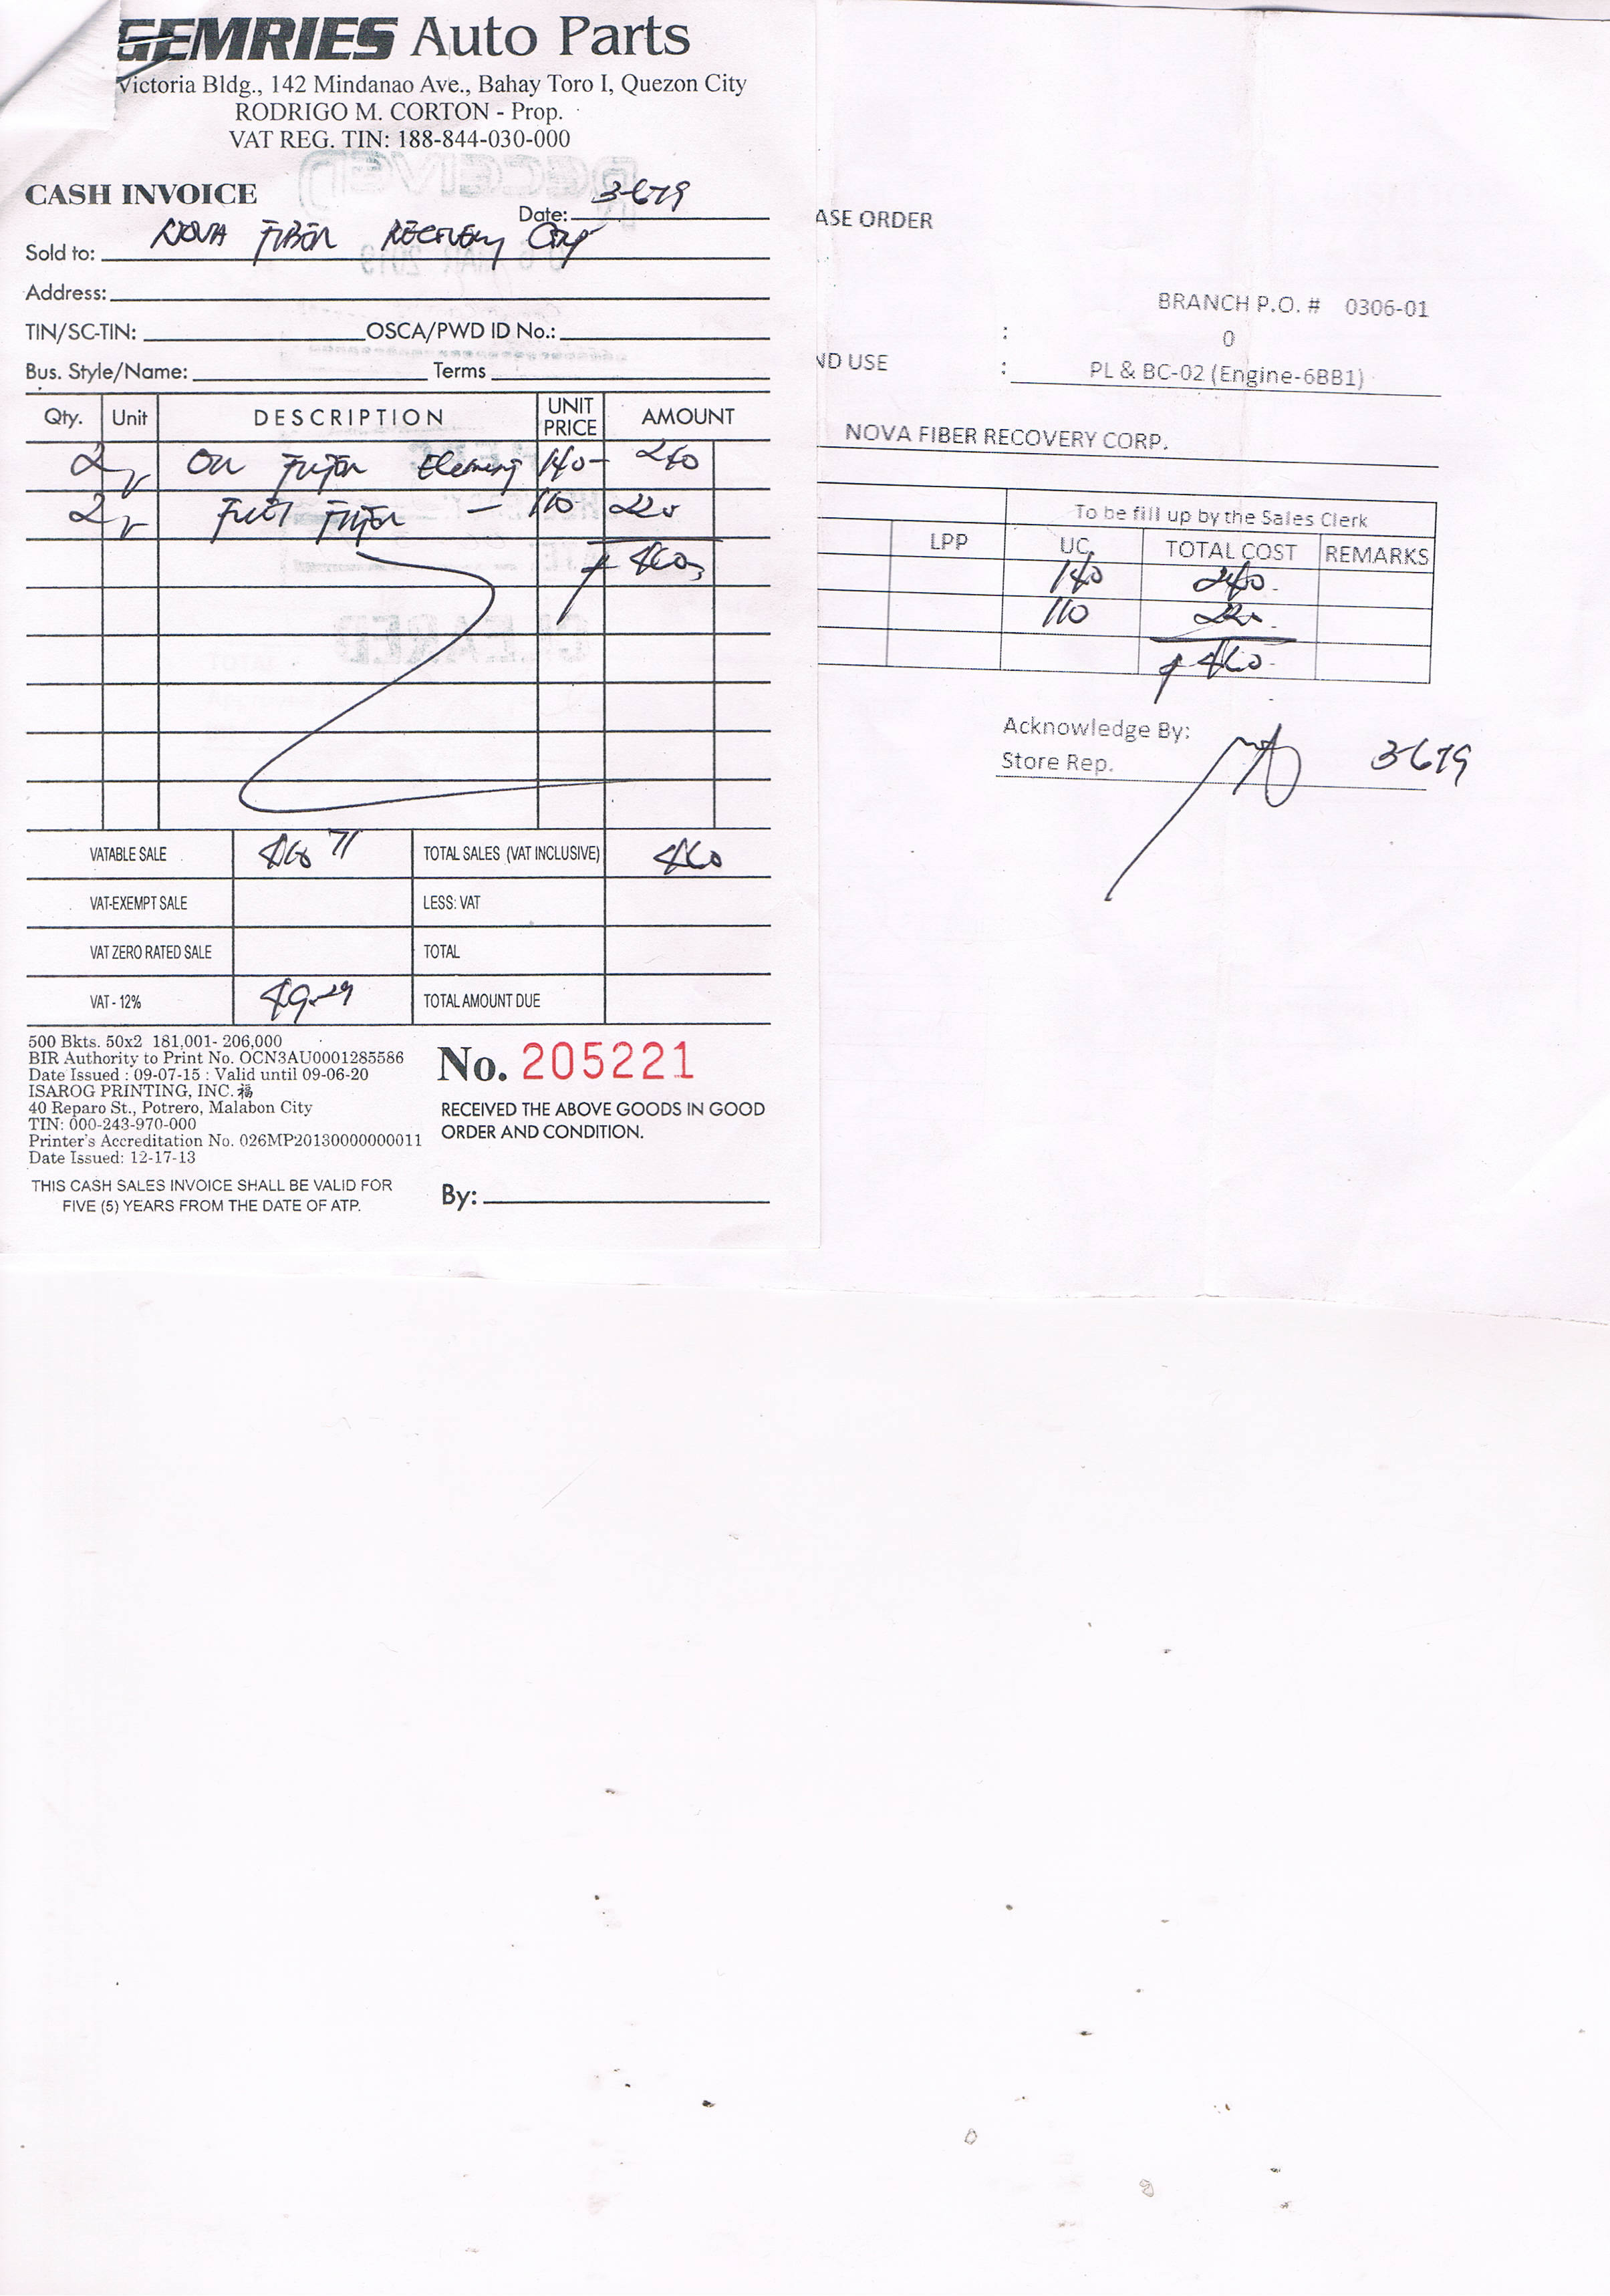 GEMRIES Auto Parts
Victoria Bldg., 142 Mindanao Ave., Bahay Toro I, Quezon City
RODRIGO M. CORTON - Prop.
VAT REG. TIN: 188-844-030-000
CASH INVOICE
Date: 3-6-19
Sold to: NOVA FIBER RECOVERY CORP
Address:
TIN/SC-TIN: OSCA/PWD ID No.:
Bus. Style/Name: Terms
Qty. Unit DESCRIPTION UNIT PRICE AMOUNT
2 Oil Filter Element 140- 240
2 Fuel Filter — 110 220
460
VATABLE SALE 410 71 TOTAL SALES (VAT INCLUSIVE) 460
VAT-EXEMPT SALE LESS: VAT
VAT ZERO RATED SALE TOTAL
VAT - 12% 49.29 TOTAL AMOUNT DUE
500 Bkts. 50x2 181,001- 206,000
BIR Authority to Print No. OCN3AU0001285586
Date Issued : 09-07-15 : Valid until 09-06-20
ISAROG PRINTING, INC. 福
40 Reparo St., Potrero, Malabon City
TIN: 000-243-970-000
Printer's Accreditation No. 026MP20130000000011
Date Issued: 12-17-13
THIS CASH SALES INVOICE SHALL BE VALID FOR
FIVE (5) YEARS FROM THE DATE OF ATP.
No. 205221
RECEIVED THE ABOVE GOODS IN GOOD
ORDER AND CONDITION.
By:
ASE ORDER
BRANCH P.O. # 0306-01
: 0
ND USE : PL & BC-02 (Engine-6BB1)
NOVA FIBER RECOVERY CORP.
To be fill up by the Sales Clerk
LPP UC TOTAL COST REMARKS
140 240-
110 220-
460-
Acknowledge By:
Store Rep. 3-6-19